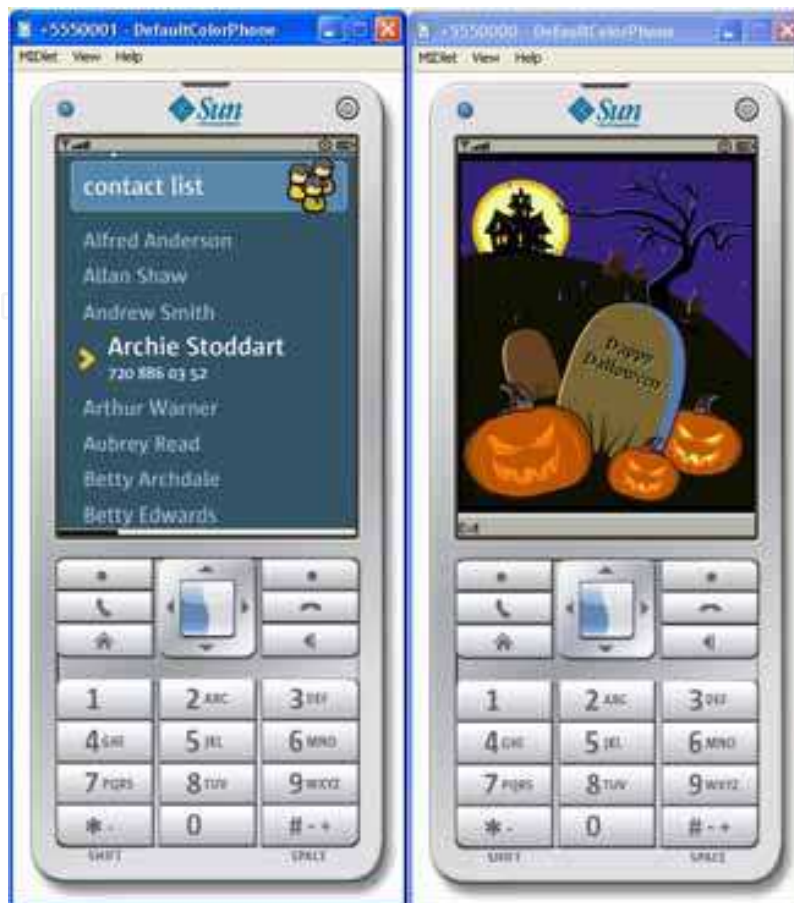 +5550001 - DefaultColorPhone
MIDlet View Help
Sun
contact list
Alfred Anderson
Allan Shaw
Andrew Smith
Archie Stoddart
720 886 03 52
Arthur Warner
Aubrey Read
Betty Archdale
Betty Edwards
1 2 ABC 3 DEF
4 GHI 5 JKL 6 MNO
7 PQRS 8 TUV 9 WXYZ
* - 0 # - +
SHIFT SPACE
+5550000 - DefaultColorPhone
MIDlet View Help
Sun
Dappy
Dalloween
Exit
1 2 ABC 3 DEF
4 GHI 5 JKL 6 MNO
7 PQRS 8 TUV 9 WXYZ
* - 0 # - +
SHIFT SPACE